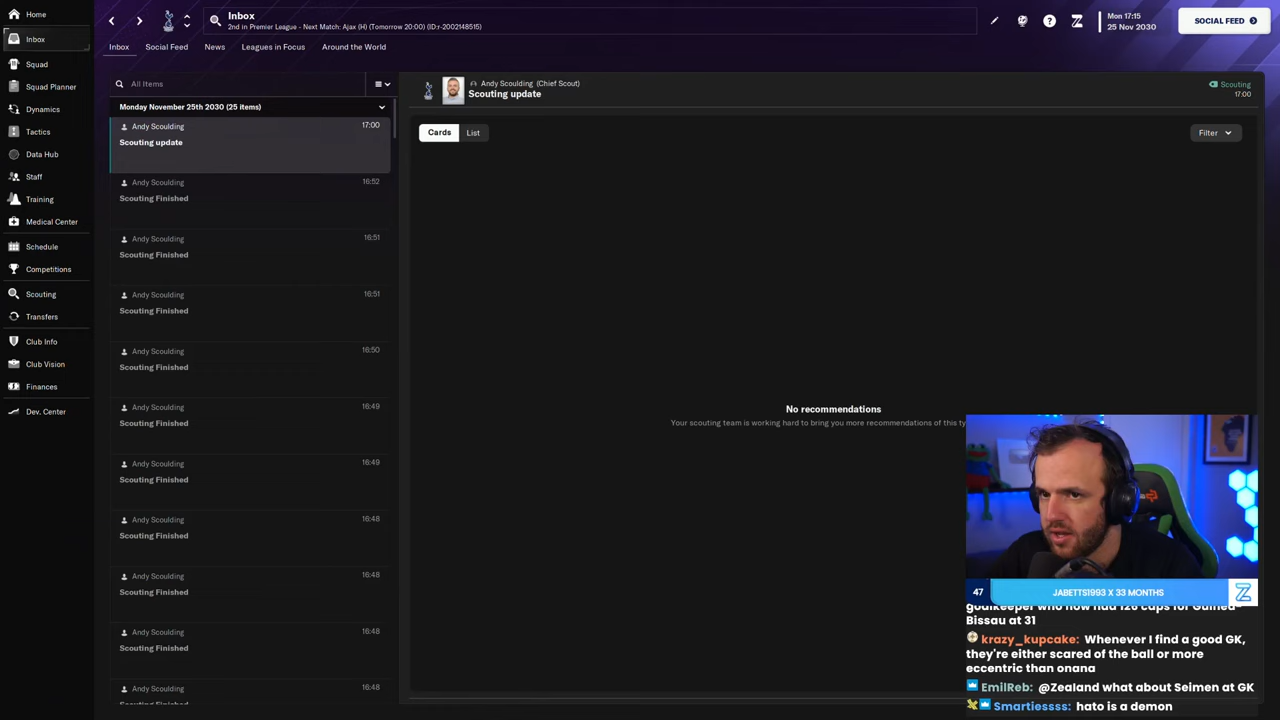 Home
Inbox
Squad
Squad Planner
Dynamics
Tactics
Data Hub
Staff
Training
Medical Center
Schedule
Competitions
Scouting
Transfers
Club Info
Club Vision
Finances
Dev. Center
Inbox
2nd in Premier League - Next Match: Ajax (H) (Tomorrow 20:00) (ID:r-2002148515)
Mon 17:15
25 Nov 2030
SOCIAL FEED
Inbox
Social Feed
News
Leagues in Focus
Around the World
All Items
Monday November 25th 2030 (25 items)
Andy Scoulding 17:00
Scouting update
Andy Scoulding 16:52
Scouting Finished
Andy Scoulding 16:51
Scouting Finished
Andy Scoulding 16:51
Scouting Finished
Andy Scoulding 16:50
Scouting Finished
Andy Scoulding 16:49
Scouting Finished
Andy Scoulding 16:49
Scouting Finished
Andy Scoulding 16:48
Scouting Finished
Andy Scoulding 16:48
Scouting Finished
Andy Scoulding 16:48
Scouting Finished
Andy Scoulding 16:48
Andy Scoulding (Chief Scout)
Scouting update
Scouting
17:00
Cards
List
Filter
No recommendations
Your scouting team is working hard to bring you more recommendations of this ty
47 JABETTS1993 X 33 MONTHS
goalkeeper who now had 126 caps for Guinea-
Bissau at 31
krazy_kupcake: Whenever I find a good GK,
they're either scared of the ball or more
eccentric than onana
EmilReb: @Zealand what about Seimen at GK
Smartiessss: hato is a demon